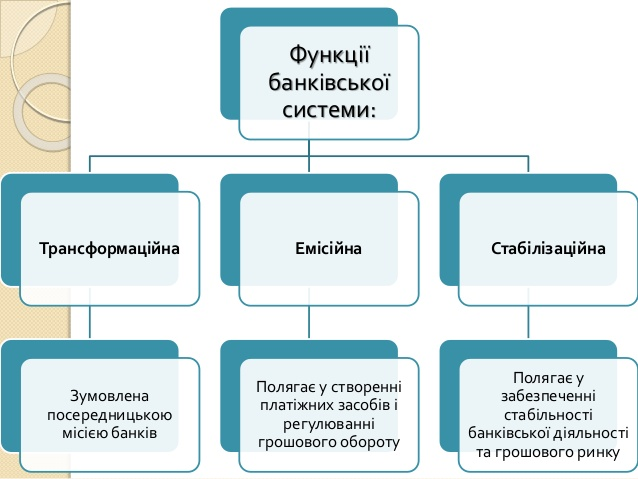 Функції
банківської
системи:
Трансформаційна
Емісійна
Стабілізаційна
Зумовлена
посередницькою
місією банків
Полягає у створенні
платіжних засобів і
регулюванні
грошового обороту
Полягає у
забезпеченні
стабільності
банківської діяльності
та грошового ринку